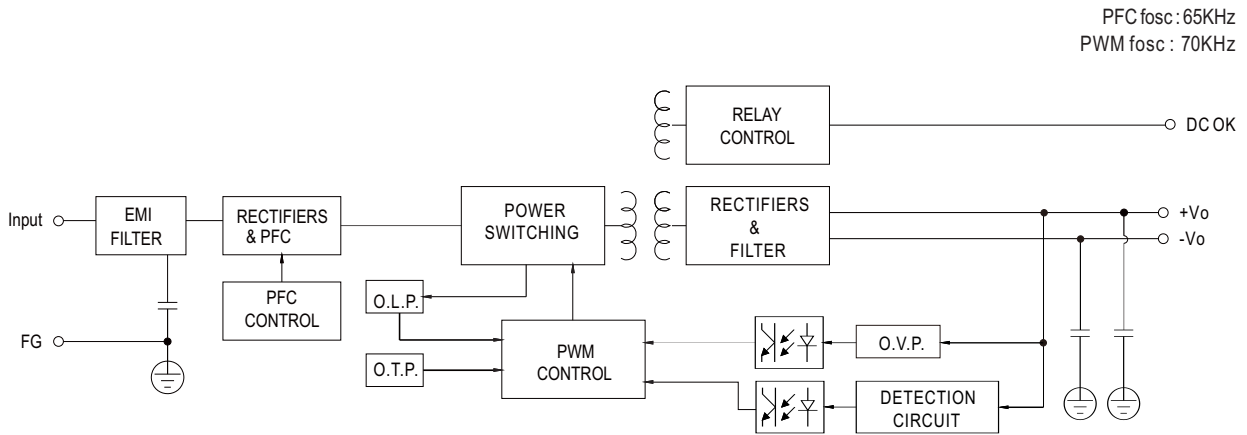 PFC fosc : 65KHz
PWM fosc : 70KHz
RELAY
CONTROL
DC OK
Input
EMI
FILTER
RECTIFIERS
& PFC
POWER
SWITCHING
RECTIFIERS
&
FILTER
+Vo
-Vo
PFC
CONTROL
O.L.P.
FG
O.T.P.
PWM
CONTROL
O.V.P.
DETECTION
CIRCUIT